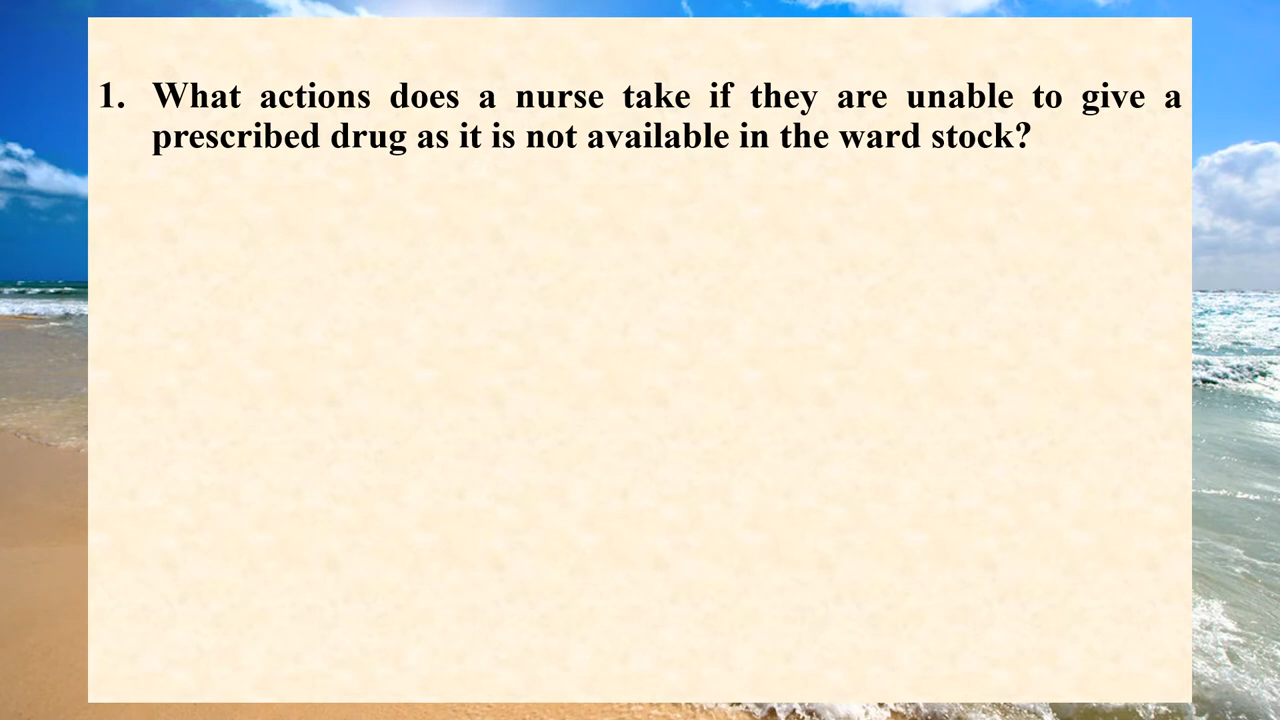 1. What actions does a nurse take if they are unable to give a
prescribed drug as it is not available in the ward stock?